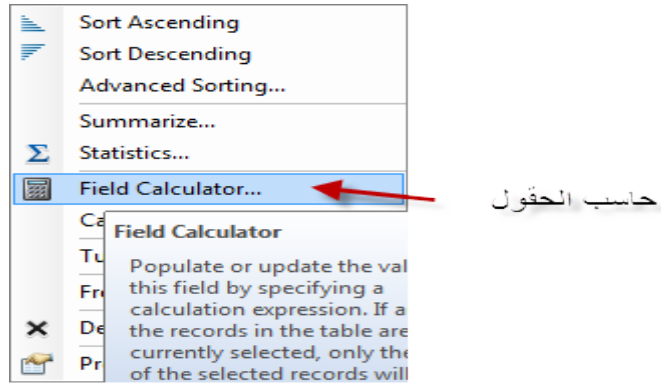 Sort Ascending
Sort Descending
Advanced Sorting...
Summarize...
Statistics...
Field Calculator...
حاسب الحقول
Field Calculator
Populate or update the val
this field by specifying a
calculation expression. If a
the records in the table are
currently selected, only the
of the selected records will